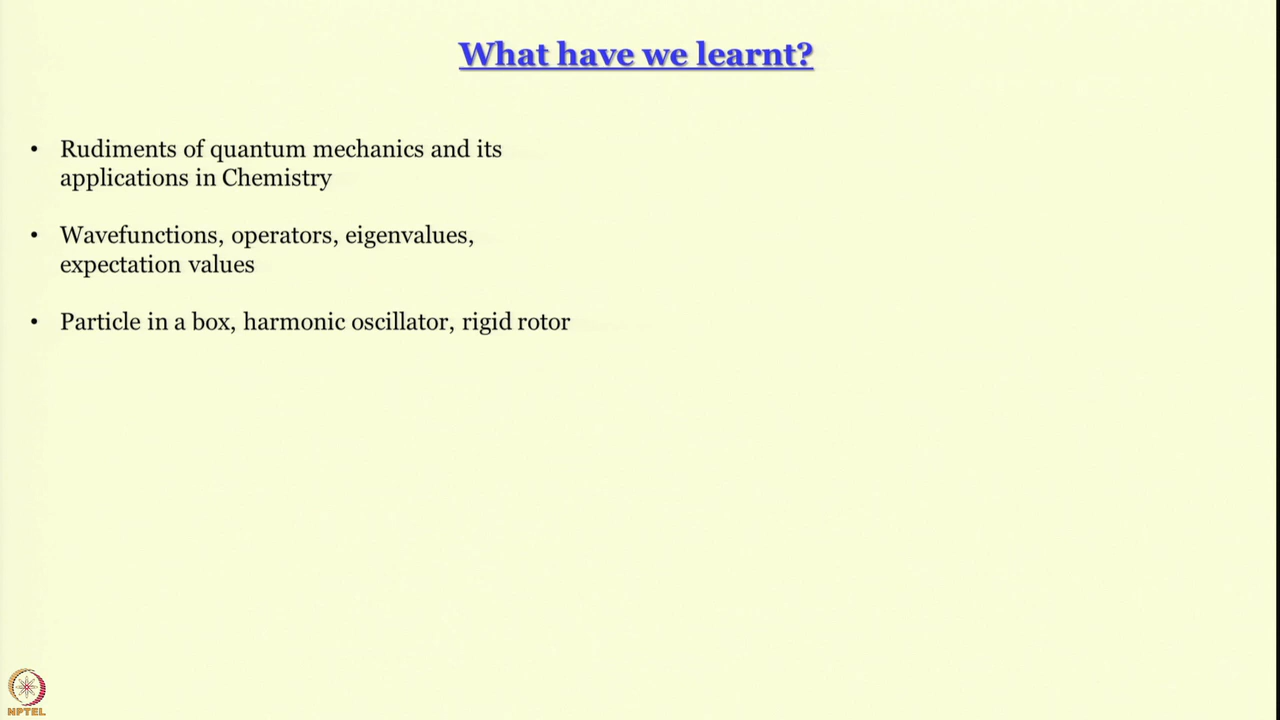 What have we learnt?
• Rudiments of quantum mechanics and its
applications in Chemistry
• Wavefunctions, operators, eigenvalues,
expectation values
• Particle in a box, harmonic oscillator, rigid rotor
NPTEL